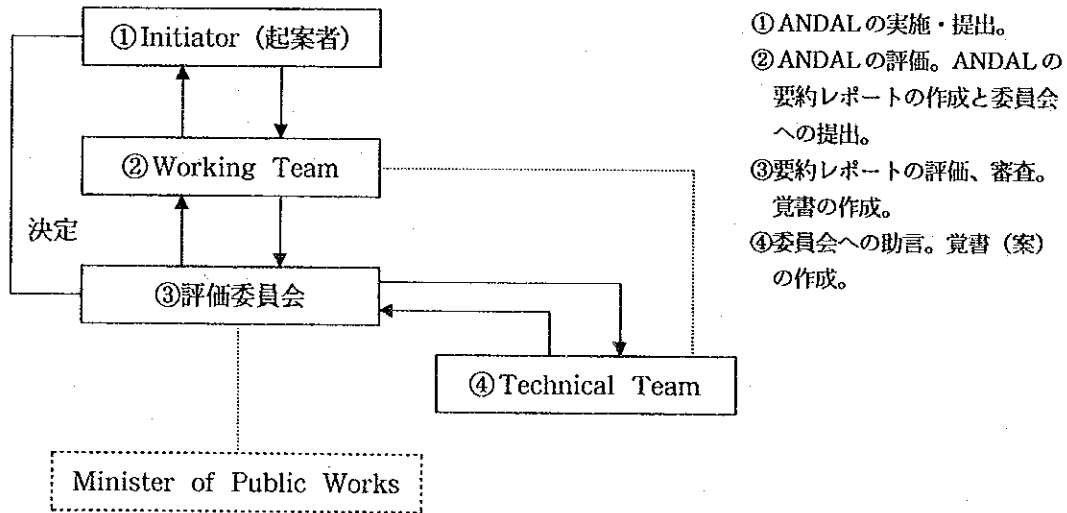 ①Initiator（起案者）
②Working Team
決定
③評価委員会
④Technical Team
Minister of Public Works
①ANDALの実施・提出。
②ANDALの評価。ANDALの
要約レポートの作成と委員会
への提出。
③要約レポートの評価、審査。
覚書の作成。
④委員会への助言。覚書（案）
の作成。